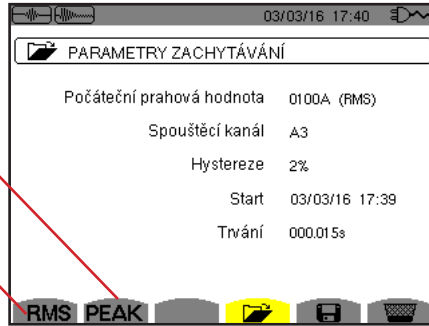 03/03/16 17:40
PARAMETRY ZACHYTÁVÁNÍ
Počáteční prahová hodnota 0100A (RMS)
Spouštěcí kanál A3
Hystereze 2%
Start 03/03/16 17:39
Trvání 000.015s
RMS PEAK